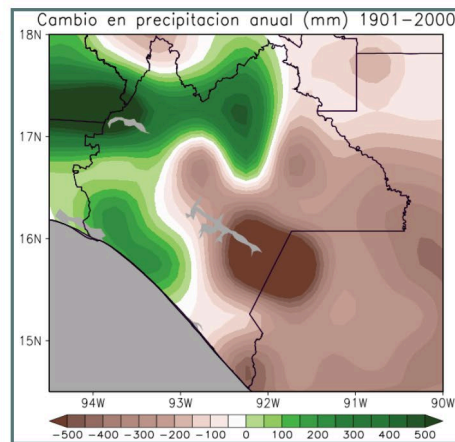 Cambio en precipitacion anual (mm) 1901−2000
18N
17N
16N
15N
94W 93W 92W 91W 90W
−500 −400 −300 −200 −100 0 100 200 300 400 500